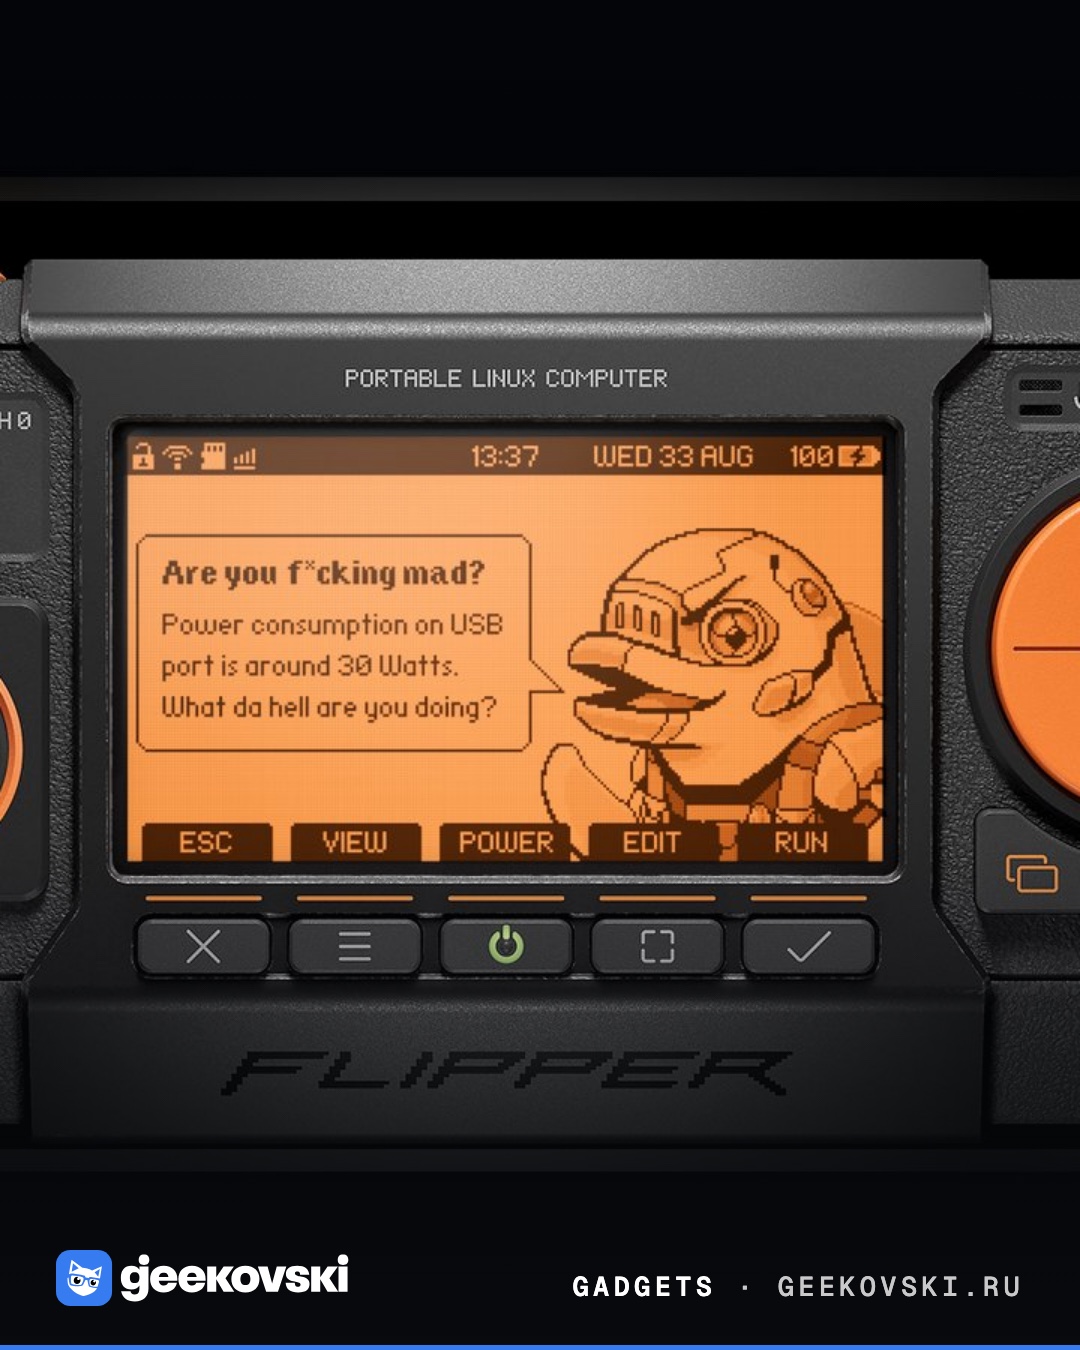 PORTABLE LINUX COMPUTER
H0
13:37 WED 33 AUG 100
Are you f*cking mad?
Power consumption on USB
port is around 30 Watts.
What da hell are you doing?
ESC VIEW POWER EDIT RUN
FLIPPER
geekovski
GADGETS · GEEKOVSKI.RU